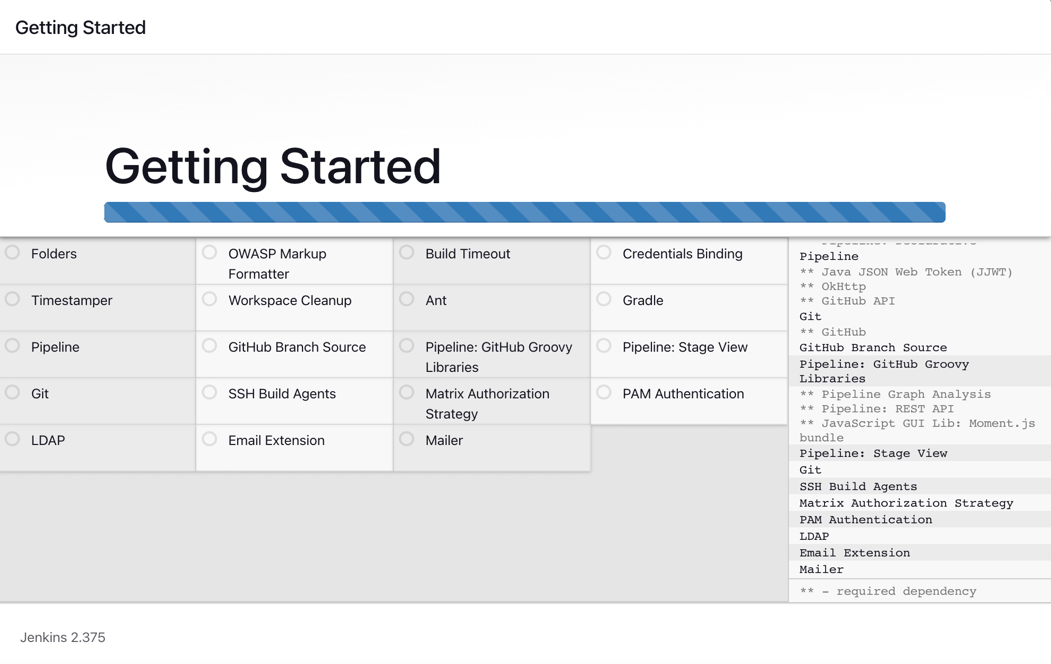 Getting Started
Getting Started
Folders
OWASP Markup
Formatter
Build Timeout
Credentials Binding
Timestamper
Workspace Cleanup
Ant
Gradle
Pipeline
GitHub Branch Source
Pipeline: GitHub Groovy
Libraries
Pipeline: Stage View
Git
SSH Build Agents
Matrix Authorization
Strategy
PAM Authentication
LDAP
Email Extension
Mailer
Pipeline
** Java JSON Web Token (JJWT)
** OkHttp
** GitHub API
Git
** GitHub
GitHub Branch Source
Pipeline: GitHub Groovy
Libraries
** Pipeline Graph Analysis
** Pipeline: REST API
** JavaScript GUI Lib: Moment.js
bundle
Pipeline: Stage View
Git
SSH Build Agents
Matrix Authorization Strategy
PAM Authentication
LDAP
Email Extension
Mailer
** - required dependency
Jenkins 2.375